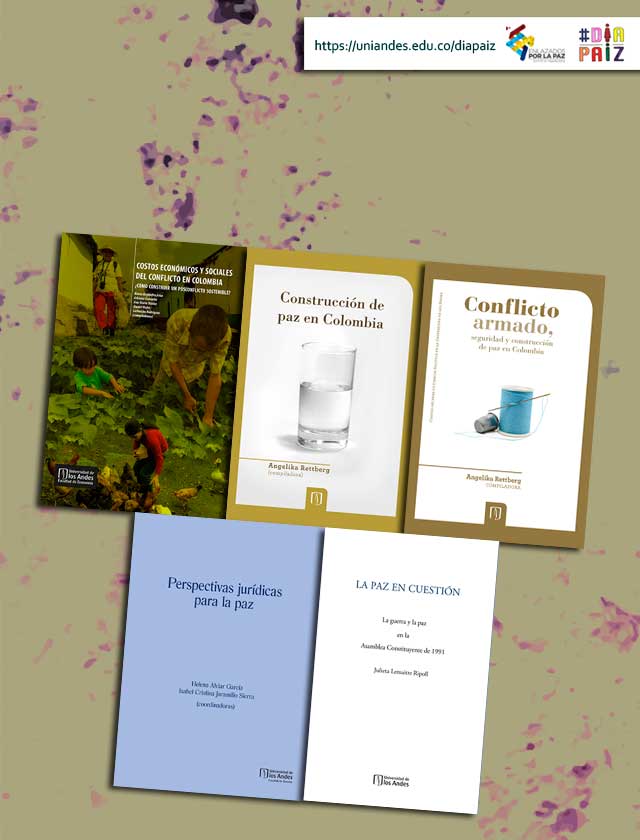 https://uniandes.edu.co/diapaiz
ENLAZADOS
POR LA PAZ
#DIA
PAIZ
COSTOS ECONÓMICOS Y SOCIALES
DEL CONFLICTO EN COLOMBIA
¿CÓMO CONSTRUIR UN POSCONFLICTO SOSTENIBLE?
Universidad de
los Andes
Facultad de Economía
Construcción de
paz en Colombia
Angelika Rettberg
(compiladora)
Conflicto
armado,
seguridad y construcción
de paz en Colombia
Angelika Rettberg
COMPILADORA
Perspectivas jurídicas
para la paz
Helena Alviar García
Isabel Cristina Jaramillo Sierra
(coordinadoras)
Universidad de
los Andes
LA PAZ EN CUESTIÓN
La guerra y la paz
en la
Asamblea Constituyente de 1991
Julieta Lemaitre Ripoll
Universidad de
los Andes